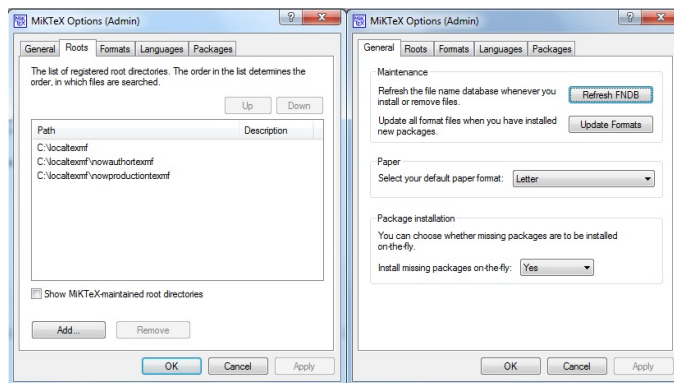 MiKTeX Options (Admin)
General Roots Formats Languages Packages
The list of registered root directories. The order in the list determines the
order, in which files are searched.
Up Down
Path Description
C:\localtexmf
C:\localtexmf\nowauthortexmf
C:\localtexmf\nowproductiontexmf
Show MiKTeX-maintained root directories
Add... Remove
OK Cancel Apply
MiKTeX Options (Admin)
General Roots Formats Languages Packages
Maintenance
Refresh the file name database whenever you
install or remove files.
Refresh FNDB
Update all format files when you have installed
new packages.
Update Formats
Paper
Select your default paper format: Letter
Package installation
You can choose whether missing packages are to be installed
on-the-fly.
Install missing packages on-the-fly: Yes
OK Cancel Apply